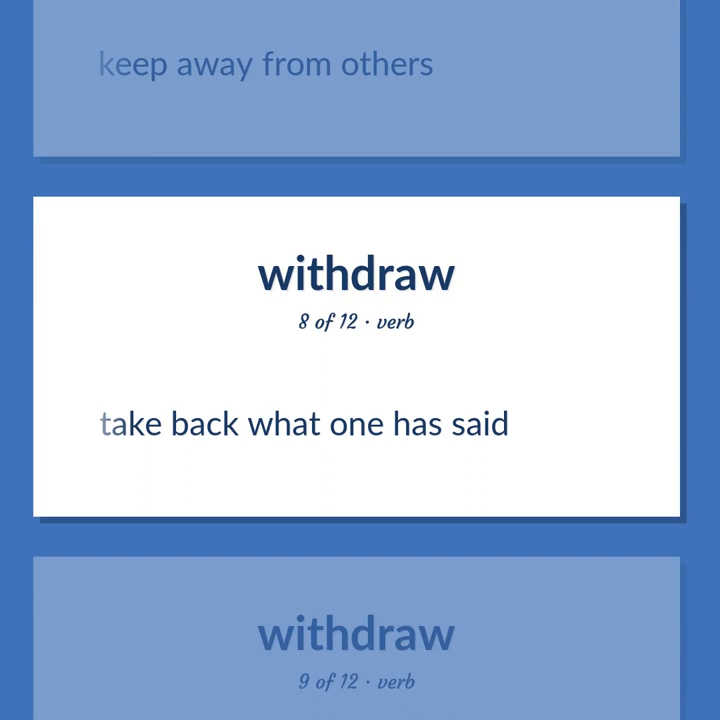 keep away from others
withdraw
8 of 12 · verb
take back what one has said
withdraw
9 of 12 · verb